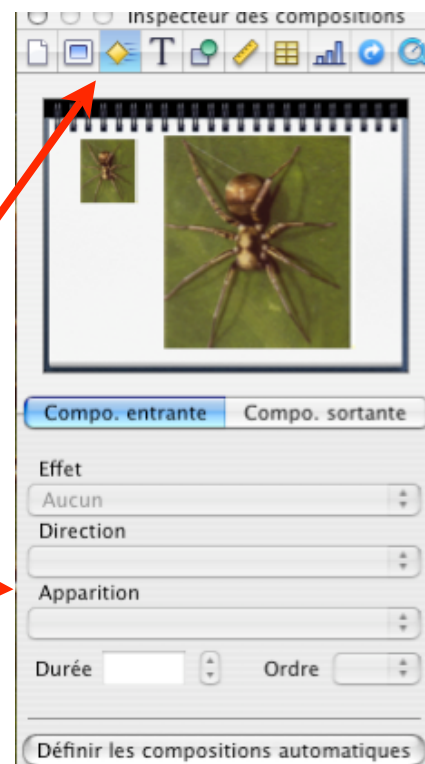 Inspecteur des compositions
T
Compo. entrante Compo. sortante
Effet
Aucun
Direction
Apparition
Durée Ordre
Définir les compositions automatiques